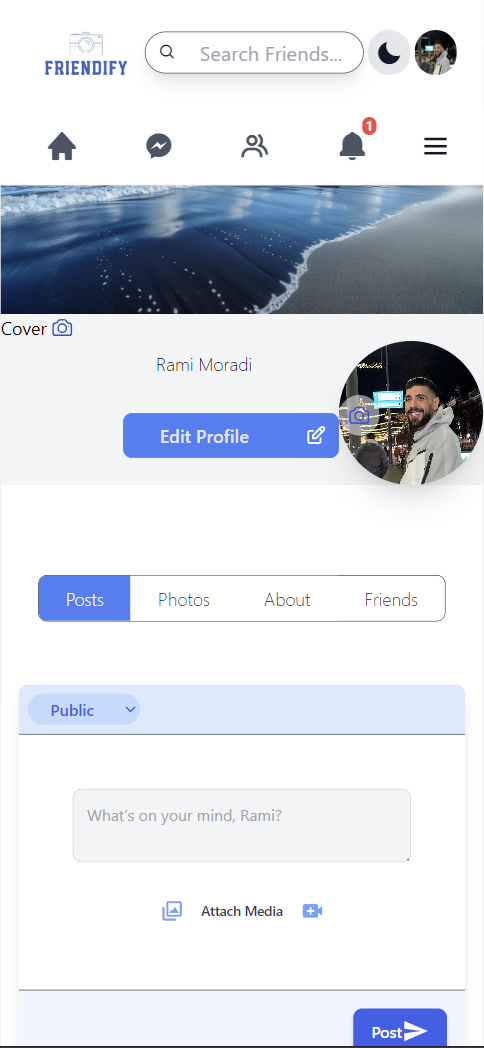 FRIENDIFY
Search Friends...
1
Cover
Rami Moradi
Edit Profile
Posts Photos About Friends
Public
What's on your mind, Rami?
Attach Media
Post